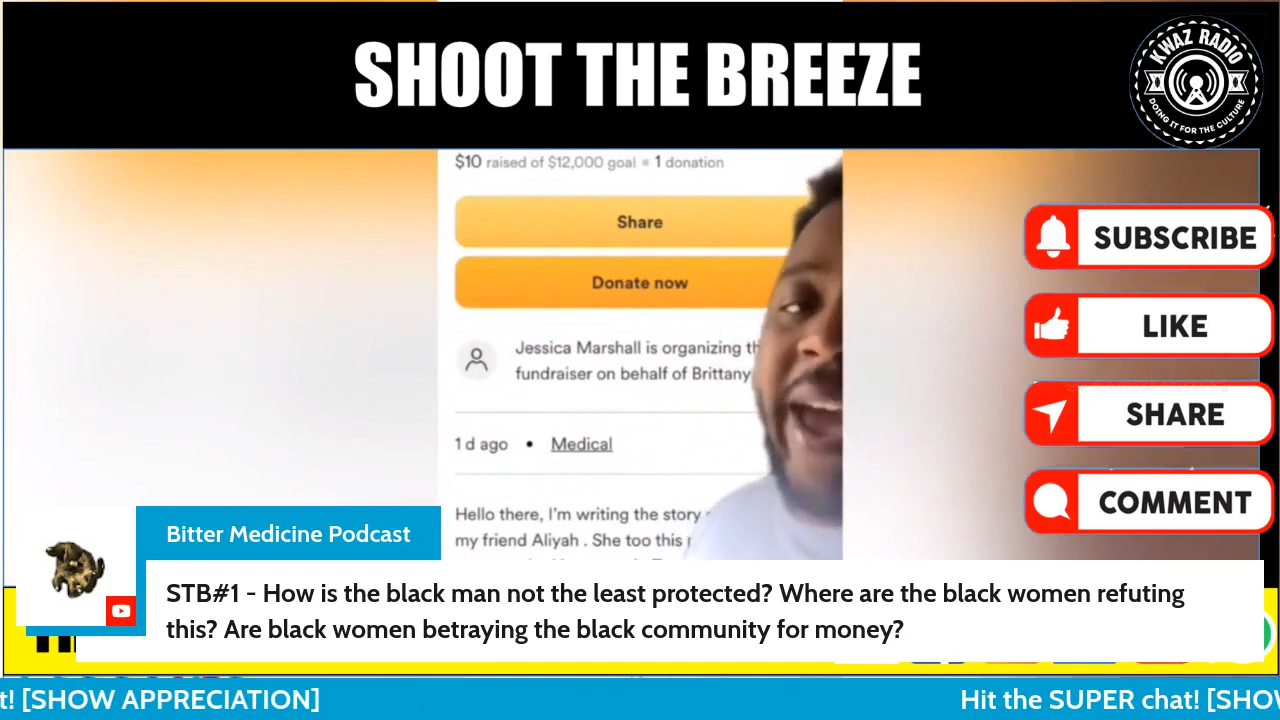 SHOOT THE BREEZE
KWAZ RADIO
DOING IT FOR THE CULTURE
$10 raised of $12,000 goal • 1 donation
Share
Donate now
Jessica Marshall is organizing
fundraiser on behalf of Brittany
1 d ago • Medical
Hello there, I'm writing the story
my friend Aliyah . She too this
SUBSCRIBE
LIKE
SHARE
COMMENT
Bitter Medicine Podcast
STB#1 - How is the black man not the least protected? Where are the black women refuting
this? Are black women betraying the black community for money?
t! [SHOW APPRECIATION]
Hit the SUPER chat! [SHOW